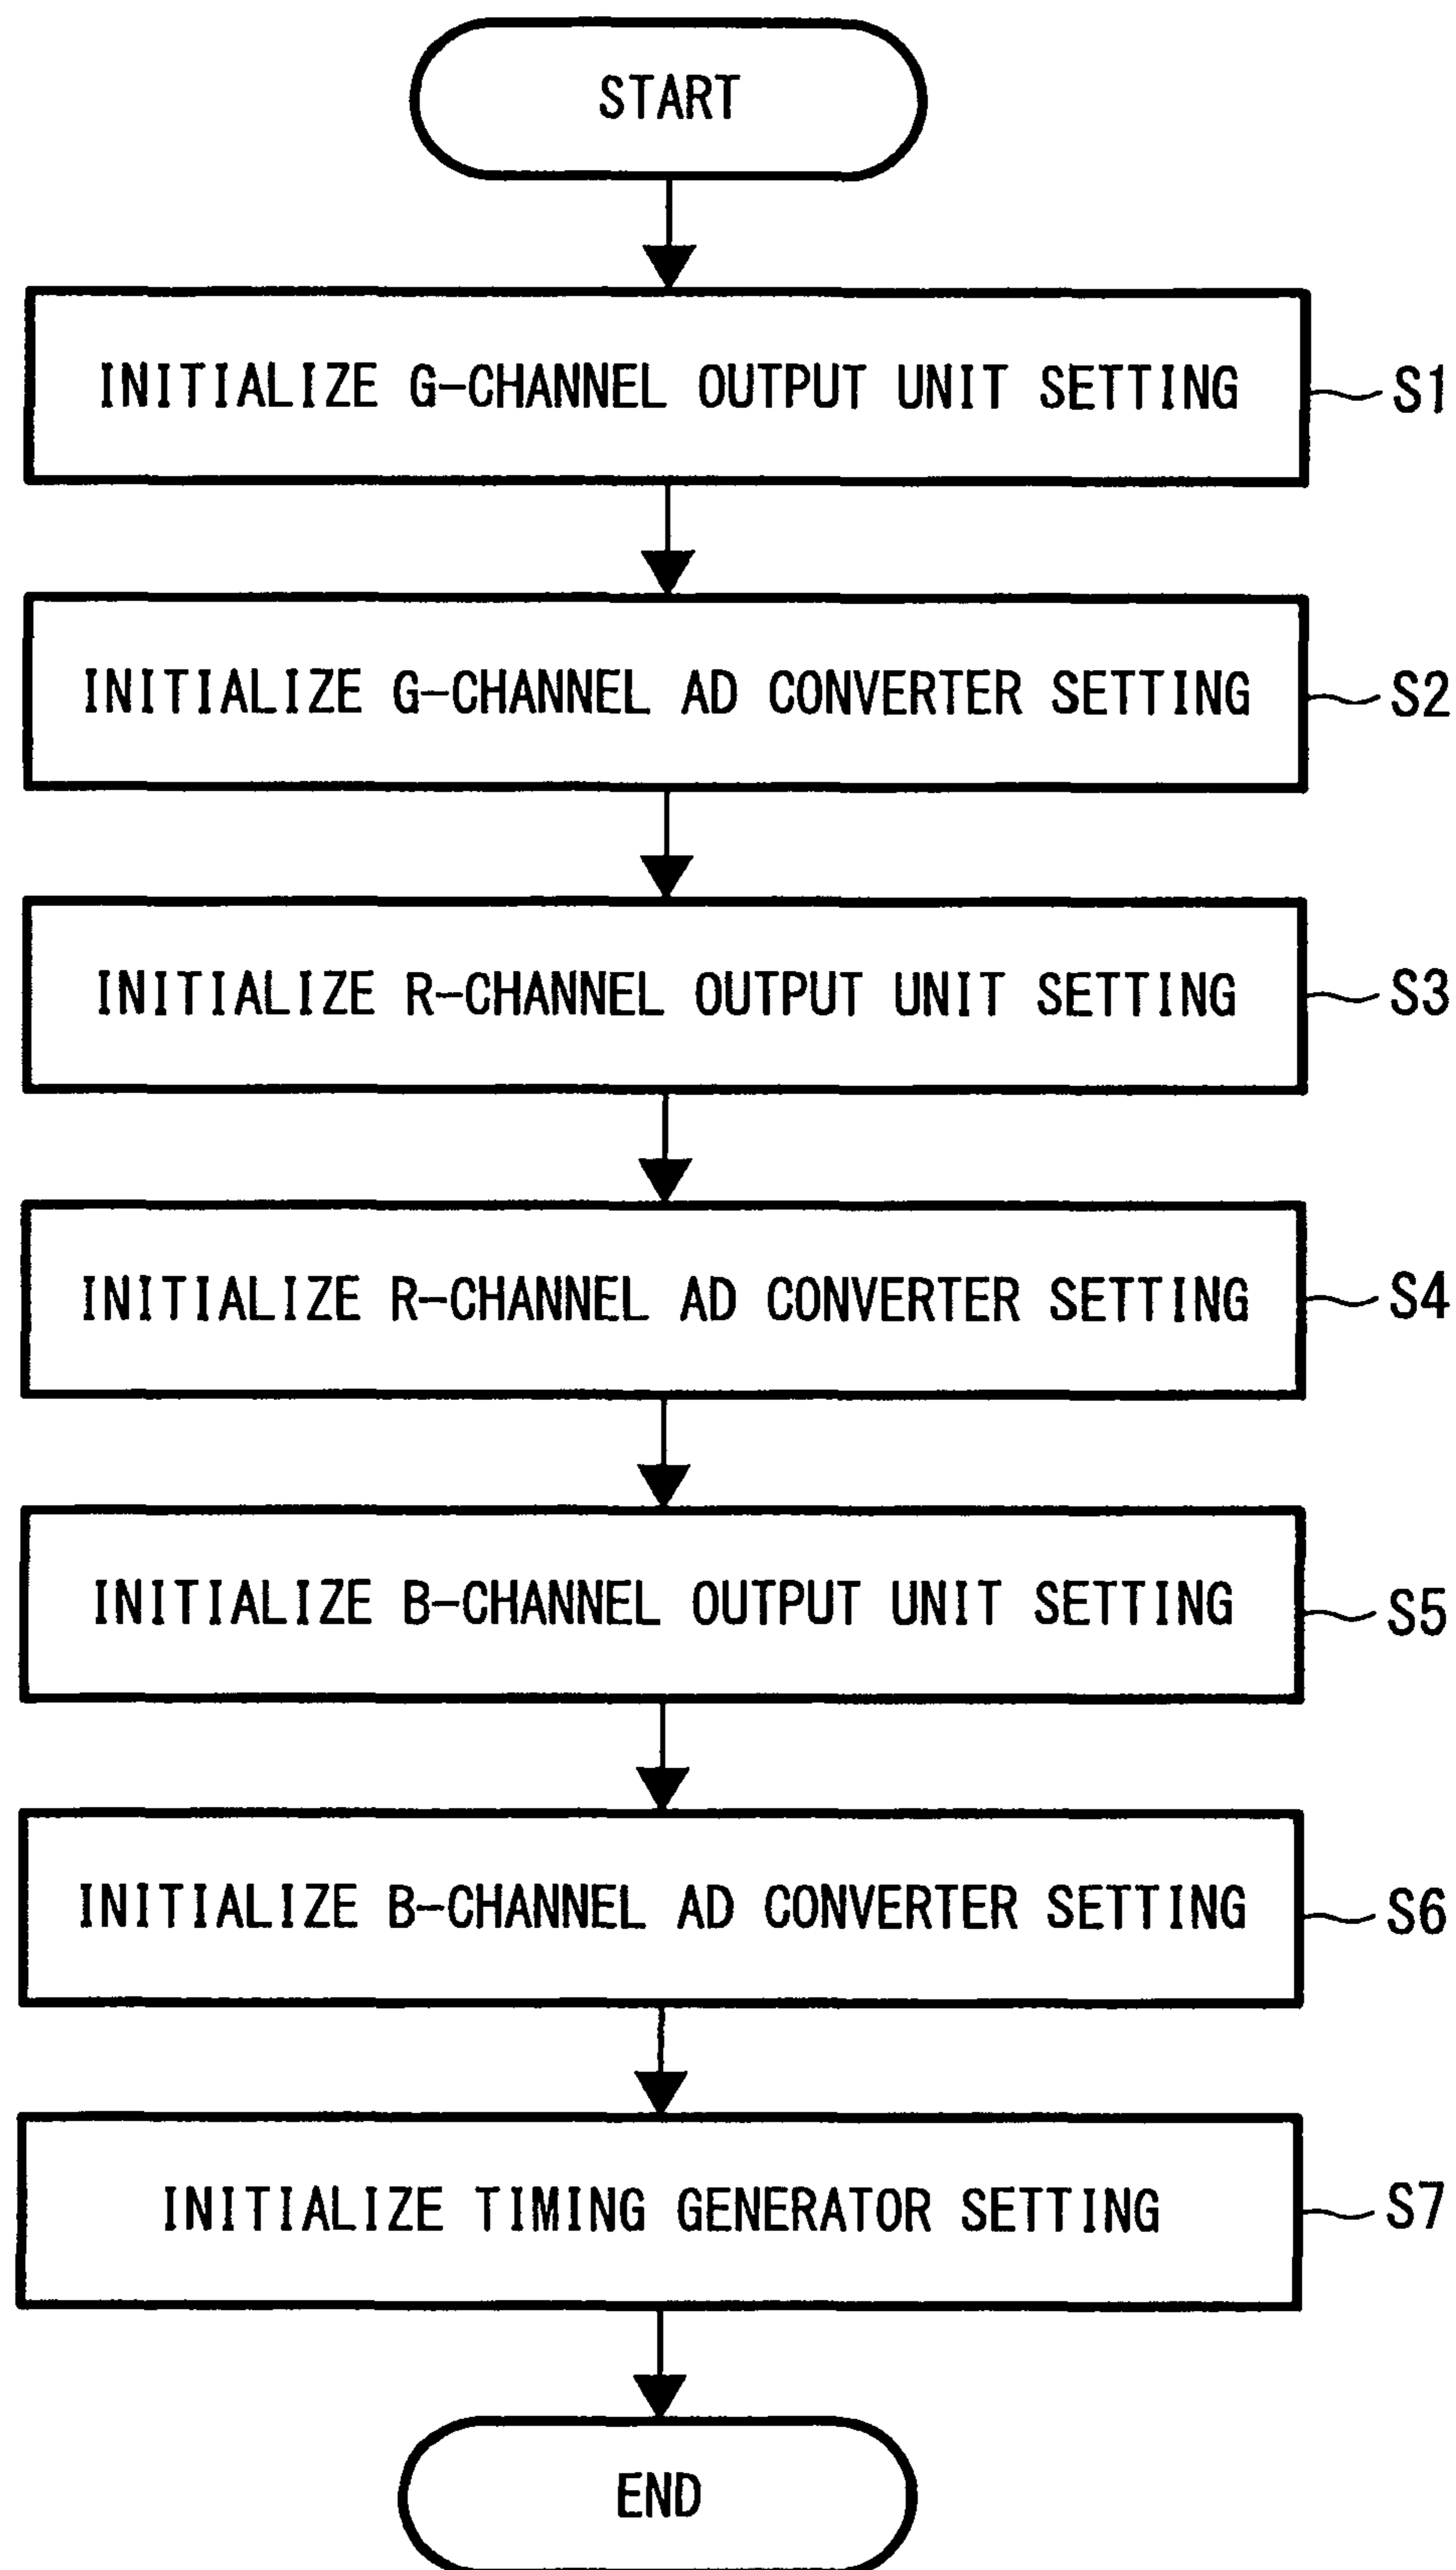 START
INITIALIZE G-CHANNEL OUTPUT UNIT SETTING
S1
INITIALIZE G-CHANNEL AD CONVERTER SETTING
S2
INITIALIZE R-CHANNEL OUTPUT UNIT SETTING
S3
INITIALIZE R-CHANNEL AD CONVERTER SETTING
S4
INITIALIZE B-CHANNEL OUTPUT UNIT SETTING
S5
INITIALIZE B-CHANNEL AD CONVERTER SETTING
S6
INITIALIZE TIMING GENERATOR SETTING
S7
END